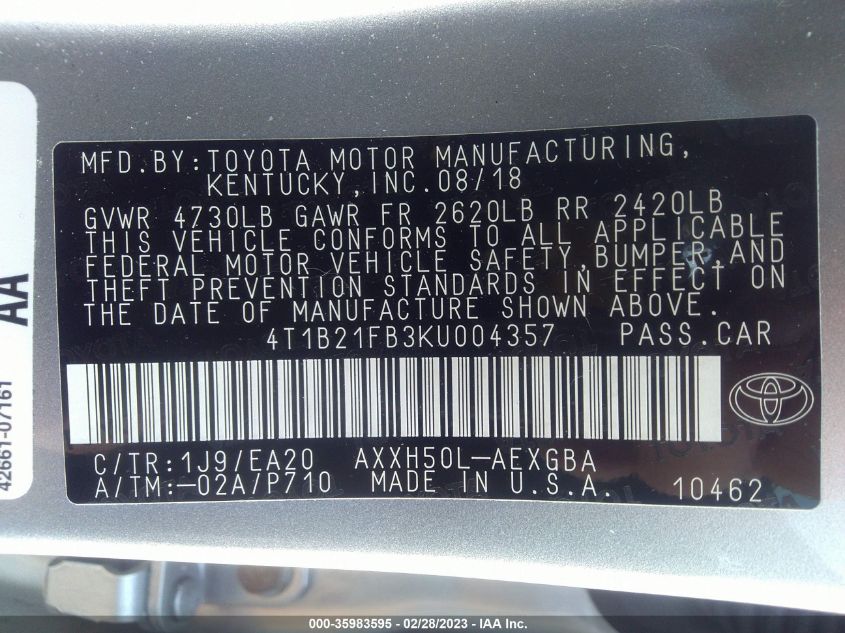 MFD.BY:TOYOTA MOTOR MANUFACTURING,
KENTUCKY,INC.08/18
GVWR 4730LB GAWR FR 2620LB RR 2420LB
THIS VEHICLE CONFORMS TO ALL APPLICABLE
FEDERAL MOTOR VEHICLE SAFETY,BUMPER,AND
THEFT PREVENTION STANDARDS IN EFFECT ON
THE DATE OF MANUFACTURE SHOWN ABOVE.
4T1B21FB3KU004357 PASS.CAR
C/TR:1J9/EA20 AXXH50L-AEXGBA
A/TM:-02A/P710 MADE IN U.S.A. 10462
AA
42661-07161
000-35983595 - 02/28/2023 - IAA Inc.